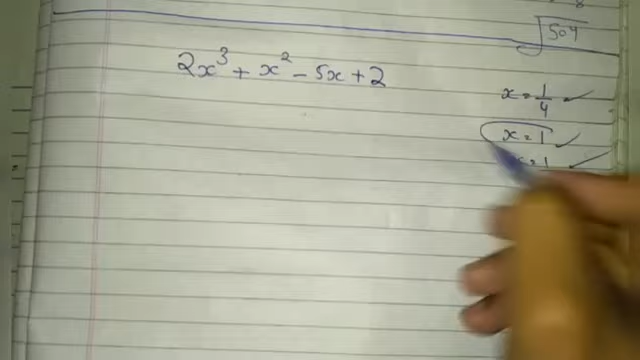 504
2x³ + x² - 5x + 2
x = 1/4 ✓
x = 1 ✓